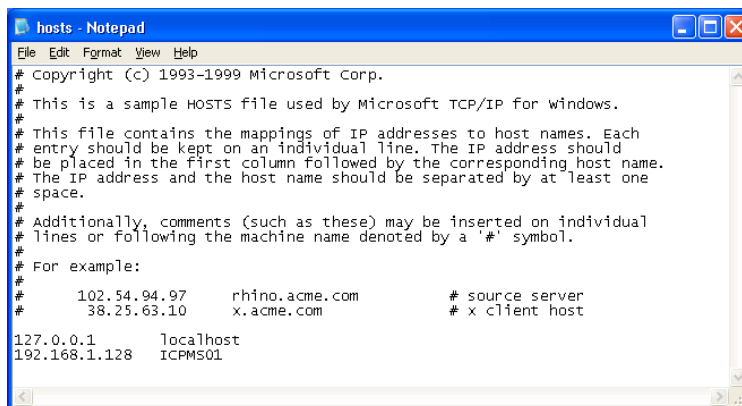 hosts - Notepad
File Edit Format View Help
# Copyright (c) 1993-1999 Microsoft Corp.
#
# This is a sample HOSTS file used by Microsoft TCP/IP for Windows.
#
# This file contains the mappings of IP addresses to host names. Each
# entry should be kept on an individual line. The IP address should
# be placed in the first column followed by the corresponding host name.
# The IP address and the host name should be separated by at least one
# space.
#
# Additionally, comments (such as these) may be inserted on individual
# lines or following the machine name denoted by a '#' symbol.
#
# For example:
#
#      102.54.94.97     rhino.acme.com          # source server
#       38.25.63.10     x.acme.com              # x client host

127.0.0.1       localhost
192.168.1.128   ICPMS01